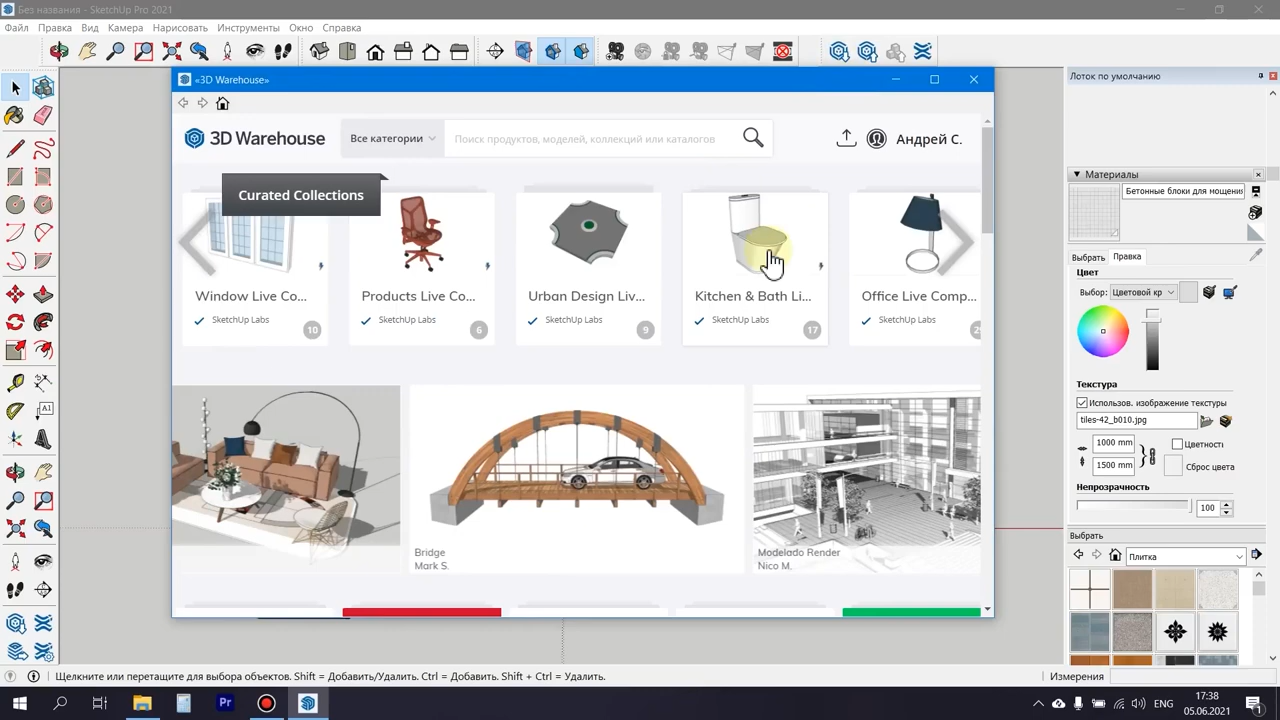 Без названия - SketchUp Pro 2021
Файл Правка Вид Камера Нарисовать Инструменты Окно Справка
«3D Warehouse»
3D Warehouse
Все категории
Поиск продуктов, моделей, коллекций или каталогов
Андрей С.
Curated Collections
Window Live Co...
SketchUp Labs
10
Products Live Co...
SketchUp Labs
6
Urban Design Liv...
SketchUp Labs
9
Kitchen & Bath Li...
SketchUp Labs
17
Office Live Comp...
SketchUp Labs
Bridge
Mark S.
Modelado Render
Nico M.
Лоток по умолчанию
Материалы
Бетонные блоки для мощения
Выбрать Правка
Цвет
Выбор: Цветовой кр
Текстура
Использов. изображение текстуры
tiles-42_b010.jpg
1000 mm
Цветность
1500 mm
Сброс цвета
Непрозрачность
100
Выбрать
Плитка
A1
Щелкните или перетащите для выбора объектов. Shift = Добавить/Удалить. Ctrl = Добавить. Shift + Ctrl = Удалить.
Измерения
Pr
17:38
05.06.2021
1